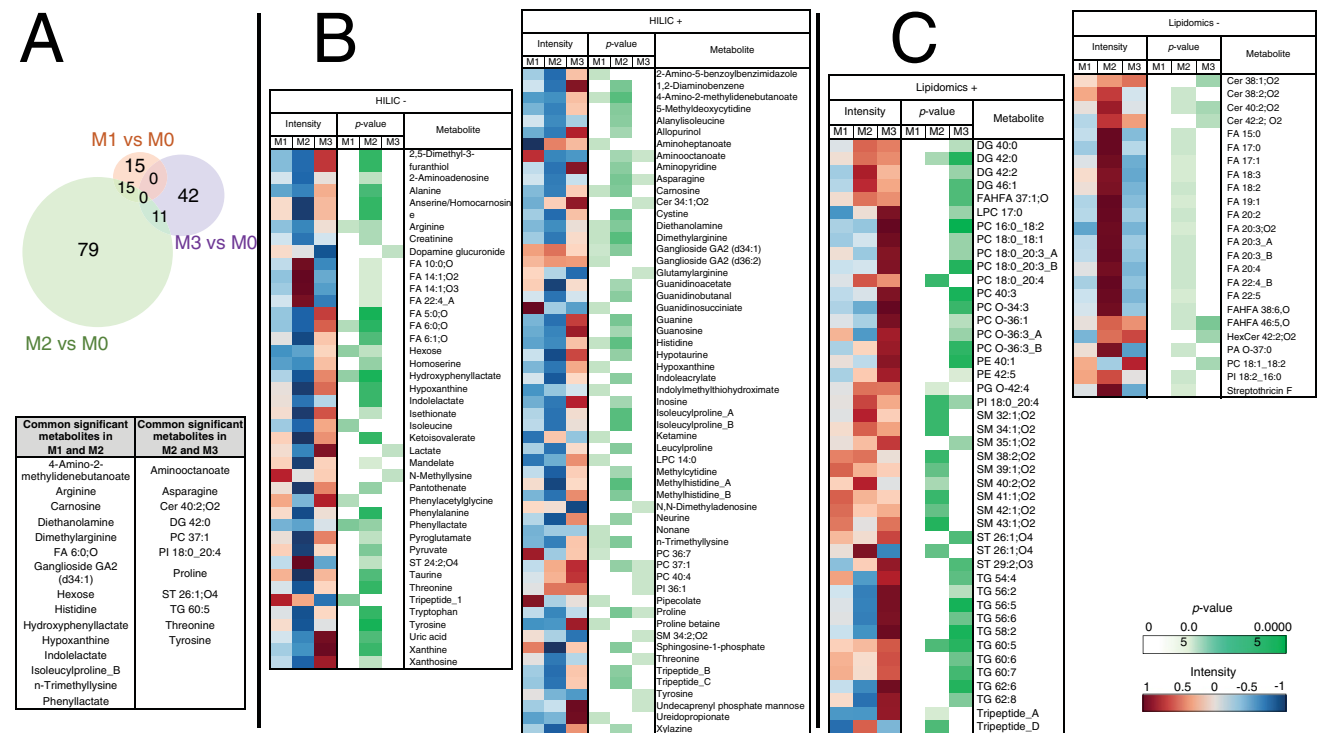 A
M1 vs M0
15
0
15
0
42
11
79
M3 vs M0
M2 vs M0
Common significant metabolites in M1 and M2
Common significant metabolites in M2 and M3
4-Amino-2-methylidenebutanoate
Aminooctanoate
Arginine
Asparagine
Carnosine
Cer 40:2;O2
Diethanolamine
DG 42:0
Dimethylarginine
PC 37:1
FA 6:0;O
PI 18:0_20:4
Ganglioside GA2 (d34:1)
Proline
Hexose
ST 26:1;O4
Histidine
TG 60:5
Hydroxyphenyllactate
Threonine
Hypoxanthine
Tyrosine
Indolelactate
Isoleucylproline_B
n-Trimethyllysine
Phenyllactate
B
HILIC -
Intensity
p-value
Metabolite
M1 M2 M3 M1 M2 M3
2,5-Dimethyl-3-
furanthiol
2-Aminoadenosine
Alanine
Anserine/Homocarnosin
e
Arginine
Creatinine
Dopamine glucuronide
FA 10:0;O
FA 14:1;O2
FA 14:1;O3
FA 22:4_A
FA 5:0;O
FA 6:0;O
FA 6:1;O
Hexose
Homoserine
Hydroxyphenyllactate
Hypoxanthine
Indolelactate
Isethionate
Isoleucine
Ketoisovalerate
Lactate
Mandelate
N-Methyllysine
Pantothenate
Phenylacetylglycine
Phenylalanine
Phenyllactate
Pyroglutamate
Pyruvate
ST 24:2;O4
Taurine
Threonine
Tripeptide_1
Tryptophan
Tyrosine
Uric acid
Xanthine
Xanthosine
HILIC +
Intensity
p-value
Metabolite
M1 M2 M3 M1 M2 M3
2-Amino-5-benzoylbenzimidazole
1,2-Diaminobenzene
4-Amino-2-methylidenebutanoate
5-Methyldeoxycytidine
Alanylisoleucine
Allopurinol
Aminoheptanoate
Aminooctanoate
Aminopyridine
Asparagine
Carnosine
Cer 34:1;O2
Cystine
Diethanolamine
Dimethylarginine
Ganglioside GA2 (d34:1)
Ganglioside GA2 (d36:2)
Glutamylarginine
Guanidinoacetate
Guanidinobutanal
Guanidinosuccinate
Guanine
Guanosine
Histidine
Hypotaurine
Hypoxanthine
Indoleacrylate
Indolylmethylthiohydroximate
Inosine
Isoleucylproline_A
Isoleucylproline_B
Ketamine
Leucylproline
LPC 14:0
Methylcytidine
Methylhistidine_A
Methylhistidine_B
N,N-Dimethyladenosine
Neurine
Nonane
n-Trimethyllysine
PC 36:7
PC 37:1
PC 40:4
PI 36:1
Pipecolate
Proline
Proline betaine
SM 34:2;O2
Sphingosine-1-phosphate
Threonine
Tripeptide_B
Tripeptide_C
Tyrosine
Undecaprenyl phosphate mannose
Ureidopropionate
Xylazine
C
Lipidomics +
Intensity
p-value
Metabolite
M1 M2 M3 M1 M2 M3
DG 40:0
DG 42:0
DG 42:2
DG 46:1
FAHFA 37:1;O
LPC 17:0
PC 16:0_18:2
PC 18:0_18:1
PC 18:0_20:3_A
PC 18:0_20:3_B
PC 18:0_20:4
PC 40:3
PC O-34:3
PC O-36:1
PC O-36:3_A
PC O-36:3_B
PE 40:1
PE 42:5
PG O-42:4
PI 18:0_20:4
SM 32:1;O2
SM 34:1;O2
SM 35:1;O2
SM 38:2;O2
SM 39:1;O2
SM 40:2;O2
SM 41:1;O2
SM 42:1;O2
SM 43:1;O2
ST 26:1;O4
ST 26:1;O4
ST 29:2;O3
TG 54:4
TG 56:2
TG 56:5
TG 56:6
TG 58:2
TG 60:5
TG 60:6
TG 60:7
TG 62:6
TG 62:8
Tripeptide_A
Tripeptide_D
Lipidomics -
Intensity
p-value
Metabolite
M1 M2 M3 M1 M2 M3
Cer 38:1;O2
Cer 38:2;O2
Cer 40:2;O2
Cer 42:2; O2
FA 15:0
FA 17:0
FA 17:1
FA 18:3
FA 18:2
FA 19:1
FA 20:2
FA 20:3;O2
FA 20:3_A
FA 20:3_B
FA 20:4
FA 22:4_B
FA 22:5
FAHFA 38:6,O
FAHFA 46:5,O
HexCer 42:2;O2
PA O-37:0
PC 18:1_18:2
PI 18:2_16:0
Streptothricin F
p-value
0 0.0 0.0000
5 5
Intensity
1 0.5 0 -0.5 -1